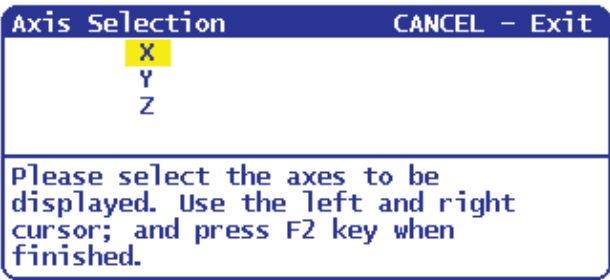 Axis Selection CANCEL - Exit
X
Y
Z
Please select the axes to be
displayed. Use the left and right
cursor; and press F2 key when
finished.